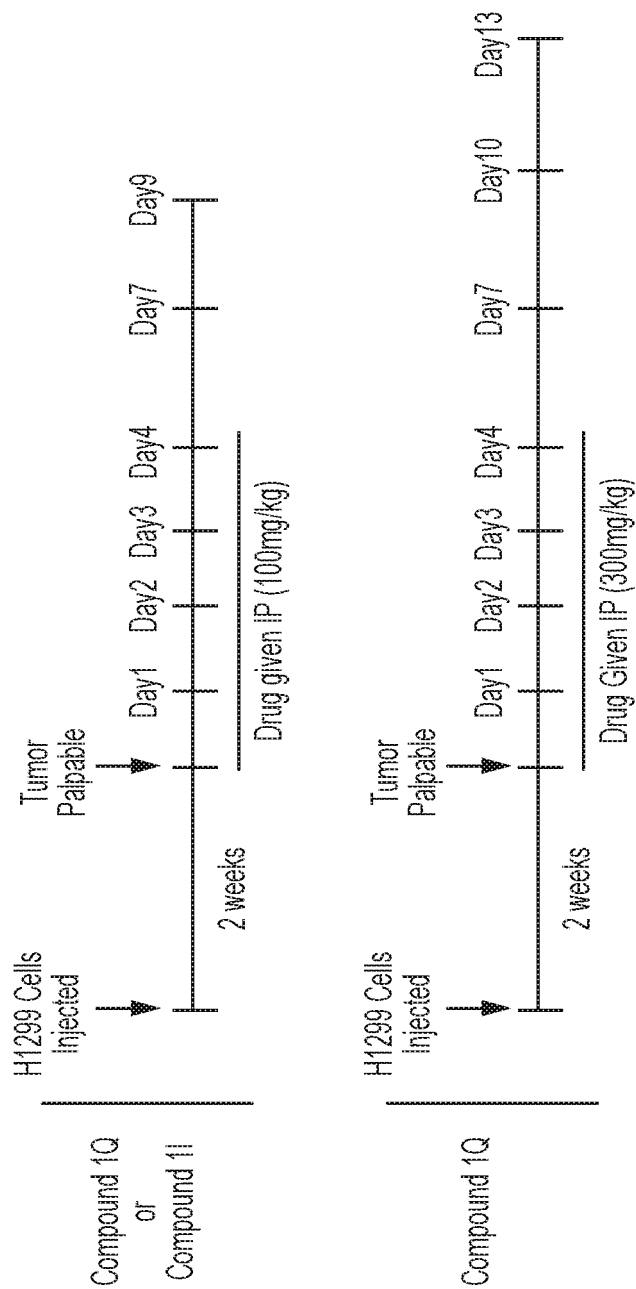 Compound 1Q
or
Compound 1I
H1299 Cells
Injected
Tumor
Palpable
Day1
Day2
Day3
Day4
Day7
Day9
2 weeks
Drug given IP (100mg/kg)
Compound 1Q
H1299 Cells
Injected
Tumor
Palpable
Day1
Day2
Day3
Day4
Day7
Day10
Day13
2 weeks
Drug Given IP (300mg/kg)